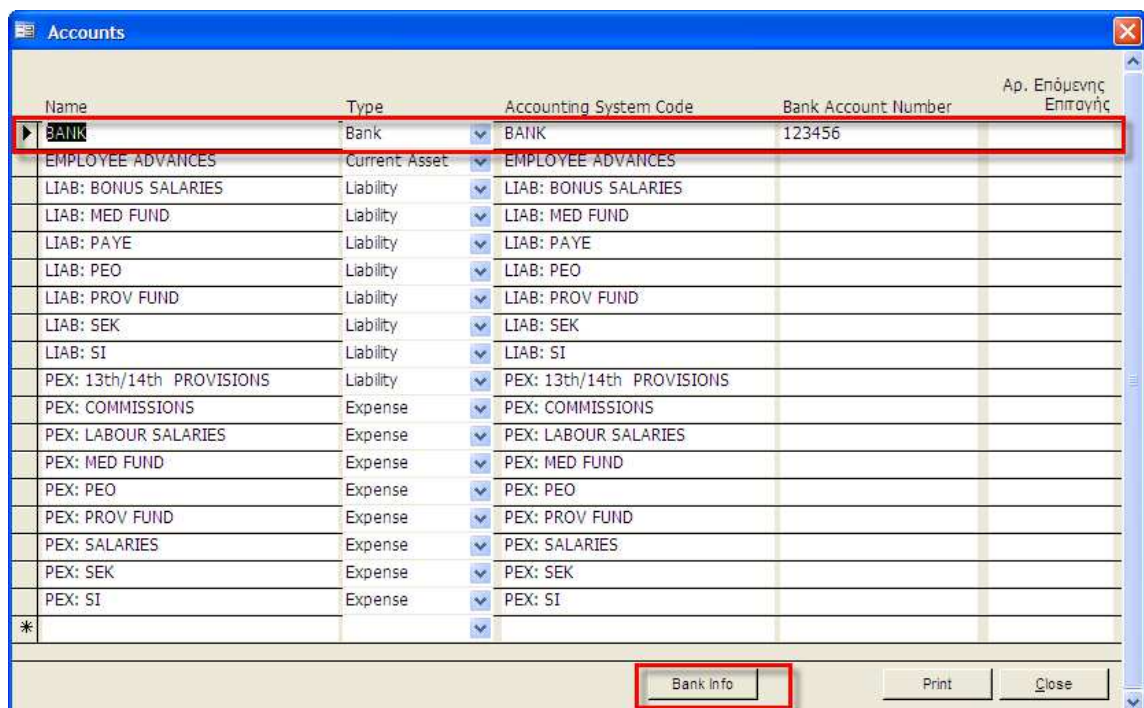 Accounts
Αρ. Επόμενης
Name Type Accounting System Code Bank Account Number Επιταγής
BANK Bank BANK 123456
EMPLOYEE ADVANCES Current Asset EMPLOYEE ADVANCES
LIAB: BONUS SALARIES Liability LIAB: BONUS SALARIES
LIAB: MED FUND Liability LIAB: MED FUND
LIAB: PAYE Liability LIAB: PAYE
LIAB: PEO Liability LIAB: PEO
LIAB: PROV FUND Liability LIAB: PROV FUND
LIAB: SEK Liability LIAB: SEK
LIAB: SI Liability LIAB: SI
PEX: 13th/14th PROVISIONS Liability PEX: 13th/14th PROVISIONS
PEX: COMMISSIONS Expense PEX: COMMISSIONS
PEX: LABOUR SALARIES Expense PEX: LABOUR SALARIES
PEX: MED FUND Expense PEX: MED FUND
PEX: PEO Expense PEX: PEO
PEX: PROV FUND Expense PEX: PROV FUND
PEX: SALARIES Expense PEX: SALARIES
PEX: SEK Expense PEX: SEK
PEX: SI Expense PEX: SI
*
Bank Info Print Close